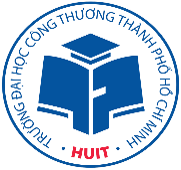 TRƯỜNG ĐẠI HỌC CÔNG THƯƠNG THÀNH PHỐ HỒ CHÍ MINH
HUIT